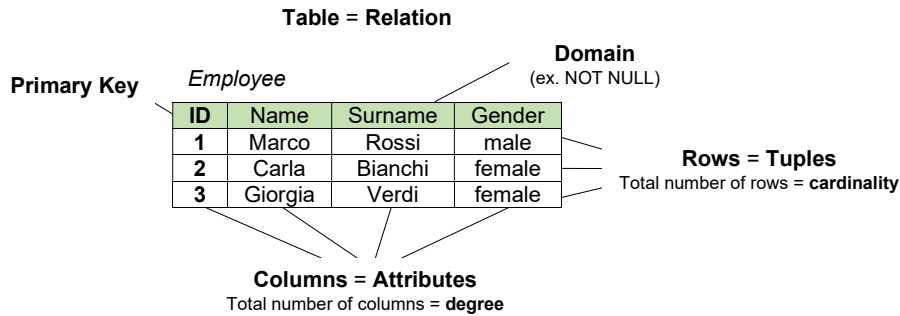 Table = Relation
Domain
(ex. NOT NULL)
Primary Key
Employee
ID Name Surname Gender
1 Marco Rossi male
2 Carla Bianchi female
3 Giorgia Verdi female
Rows = Tuples
Total number of rows = cardinality
Columns = Attributes
Total number of columns = degree